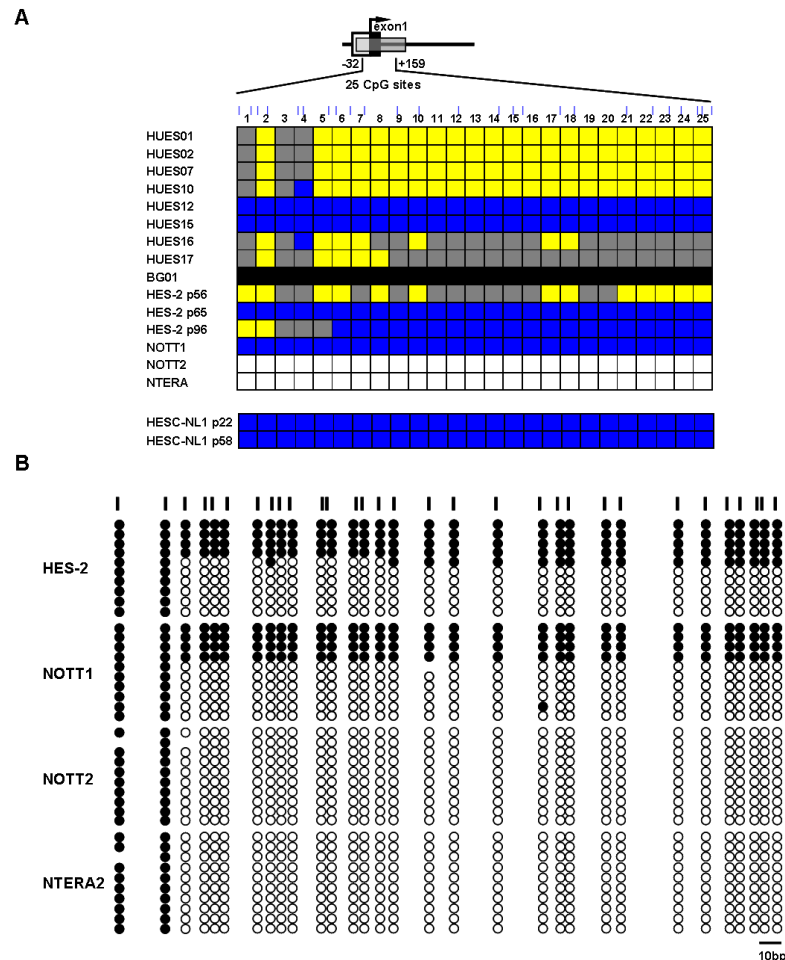 A
exon1
-32 +159
25 CpG sites
1 2 3 4 5 6 7 8 9 10 11 12 13 14 15 16 17 18 19 20 21 22 23 24 25
HUES01
HUES02
HUES07
HUES10
HUES12
HUES15
HUES16
HUES17
BG01
HES-2 p56
HES-2 p65
HES-2 p96
NOTT1
NOTT2
NTERA
HESC-NL1 p22
HESC-NL1 p58
B
HES-2
NOTT1
NOTT2
NTERA2
10bp